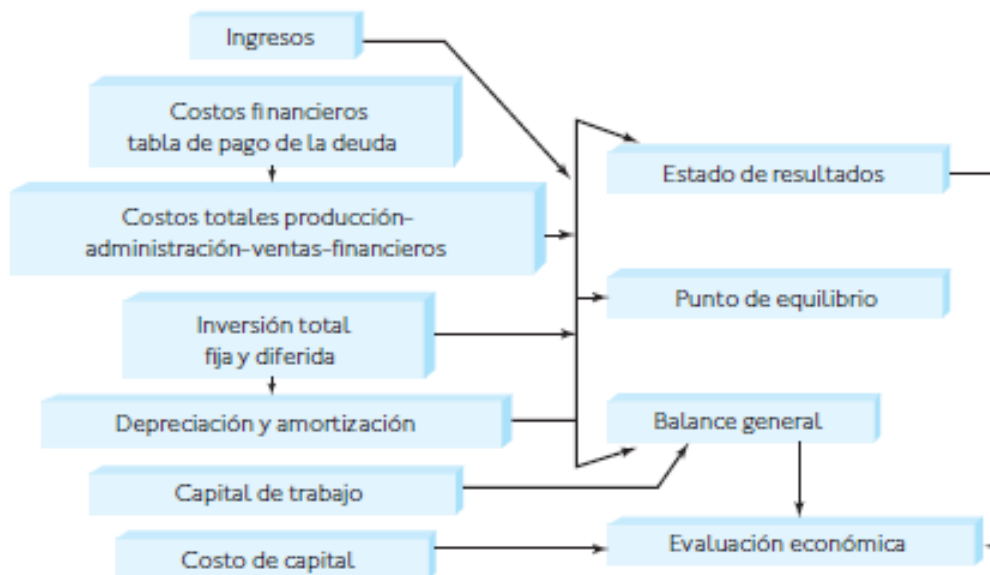 Ingresos
Costos financieros
tabla de pago de la deuda
Costos totales producción-
administración-ventas-financieros
Inversión total
fija y diferida
Depreciación y amortización
Capital de trabajo
Costo de capital
Estado de resultados
Punto de equilibrio
Balance general
Evaluación económica